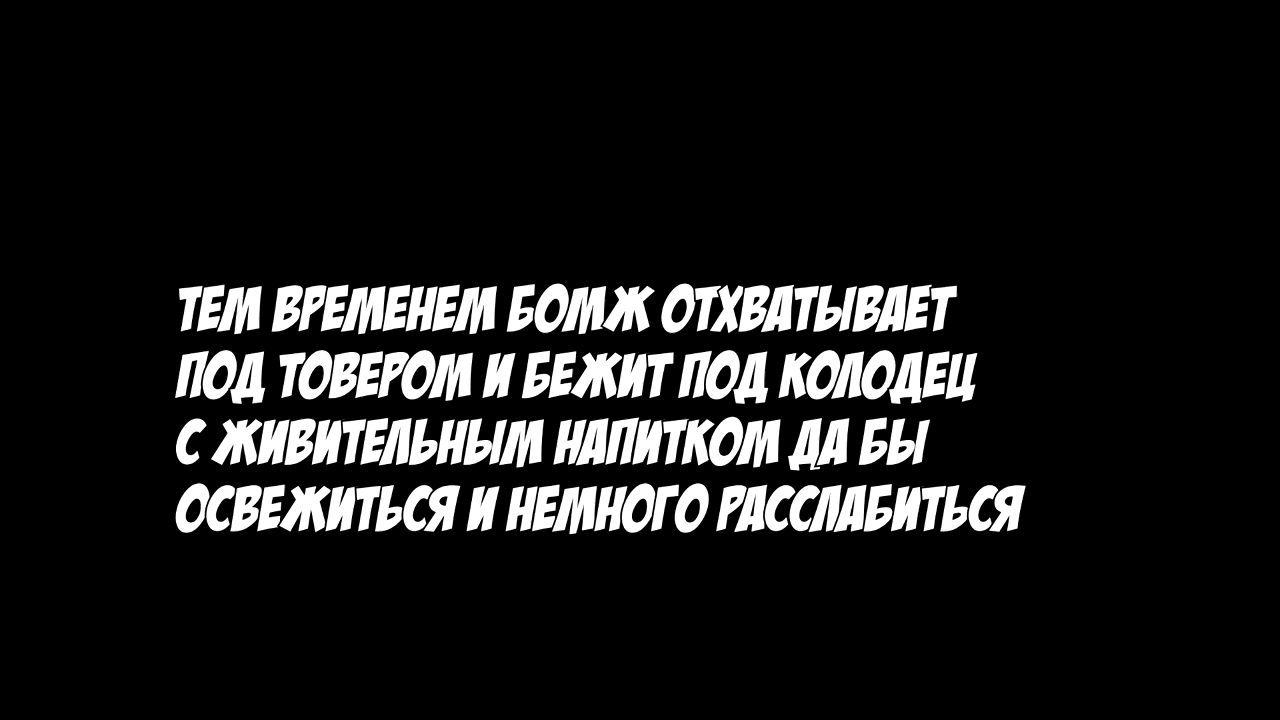 ТЕМ ВРЕМЕНЕМ БОМЖ ОТХВАТЫВАЕТ
ПОД ТОВЕРОМ И БЕЖИТ ПОД КОЛОДЕЦ
С ЖИВИТЕЛЬНЫМ НАПИТКОМ ДА БЫ
ОСВЕЖИТЬСЯ И НЕМНОГО РАССЛАБИТЬСЯ